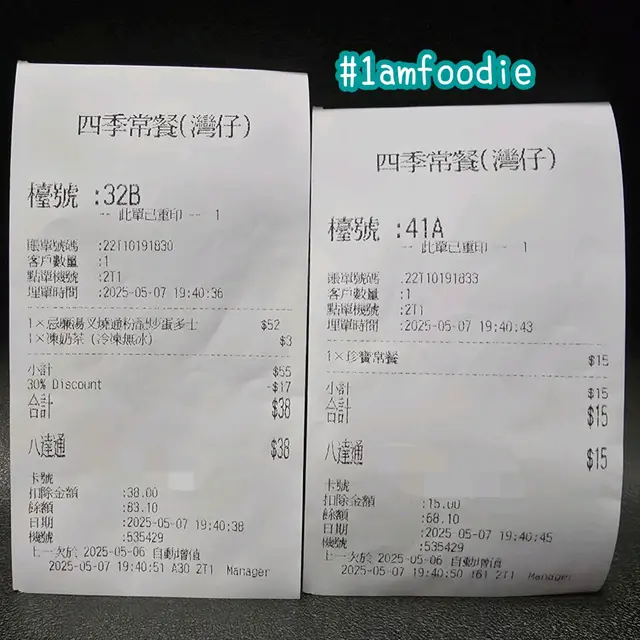 #1amfoodie
四季常餐(灣仔)
檯號 :32B
-- 此單已重印 -- 1
賬單號碼 :22T10191830
客戶數量 :1
點單機號 :2T1
埋單時間 :2025-05-07 19:40:36
1×忌廉湯叉燒通粉配炒蛋多士 $52
1×凍奶茶 (冷凍無冰) $3
小計 $55
30% Discount -$17
合計 $38
八達通 $38
卡號
扣除金額 :38.00
餘額 :83.10
日期 :2025-05-07 19:40:38
機號 :535429
上一次於 2025-05-06 自動增值
2025-05-07 19:40:51 A30 2T1 Manager
四季常餐(灣仔)
檯號 :41A
-- 此單已重印 -- 1
賬單號碼 :22T10191833
客戶數量 :1
點單機號 :2T1
埋單時間 :2025-05-07 19:40:43
1×珍寶常餐 $15
小計 $15
合計 $15
八達通 $15
卡號
扣除金額 :15.00
餘額 :68.10
日期 :2025-05-07 19:40:45
機號 :535429
上一次於 2025-05-06 自動增值
2025-05-07 19:40:50 2T1 Manager